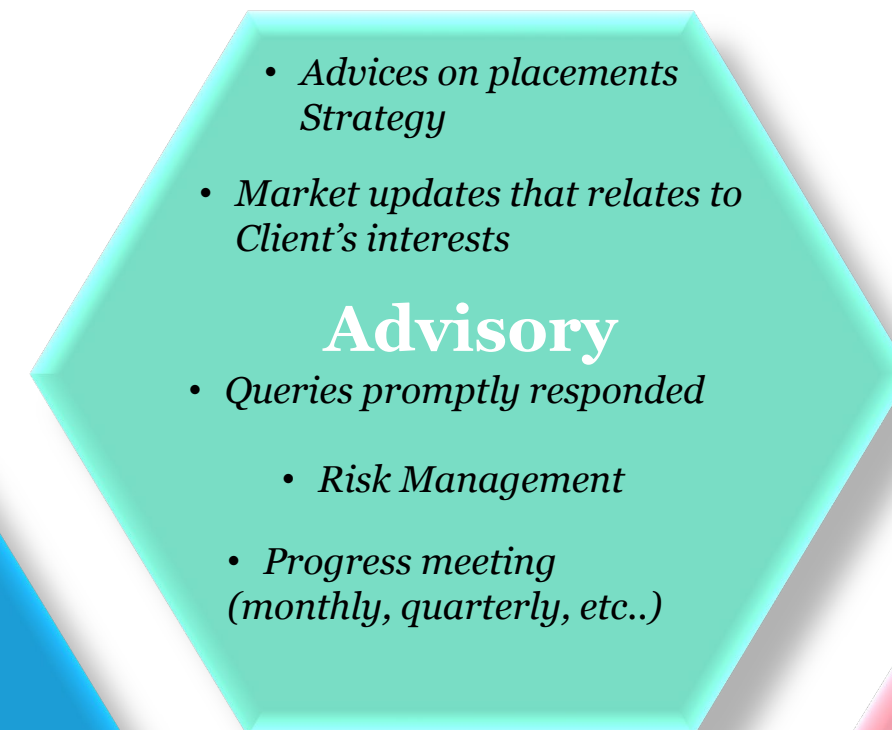 • Advices on placements
Strategy
• Market updates that relates to
Client's interests
Advisory
• Queries promptly responded
• Risk Management
• Progress meeting
(monthly, quarterly, etc..)